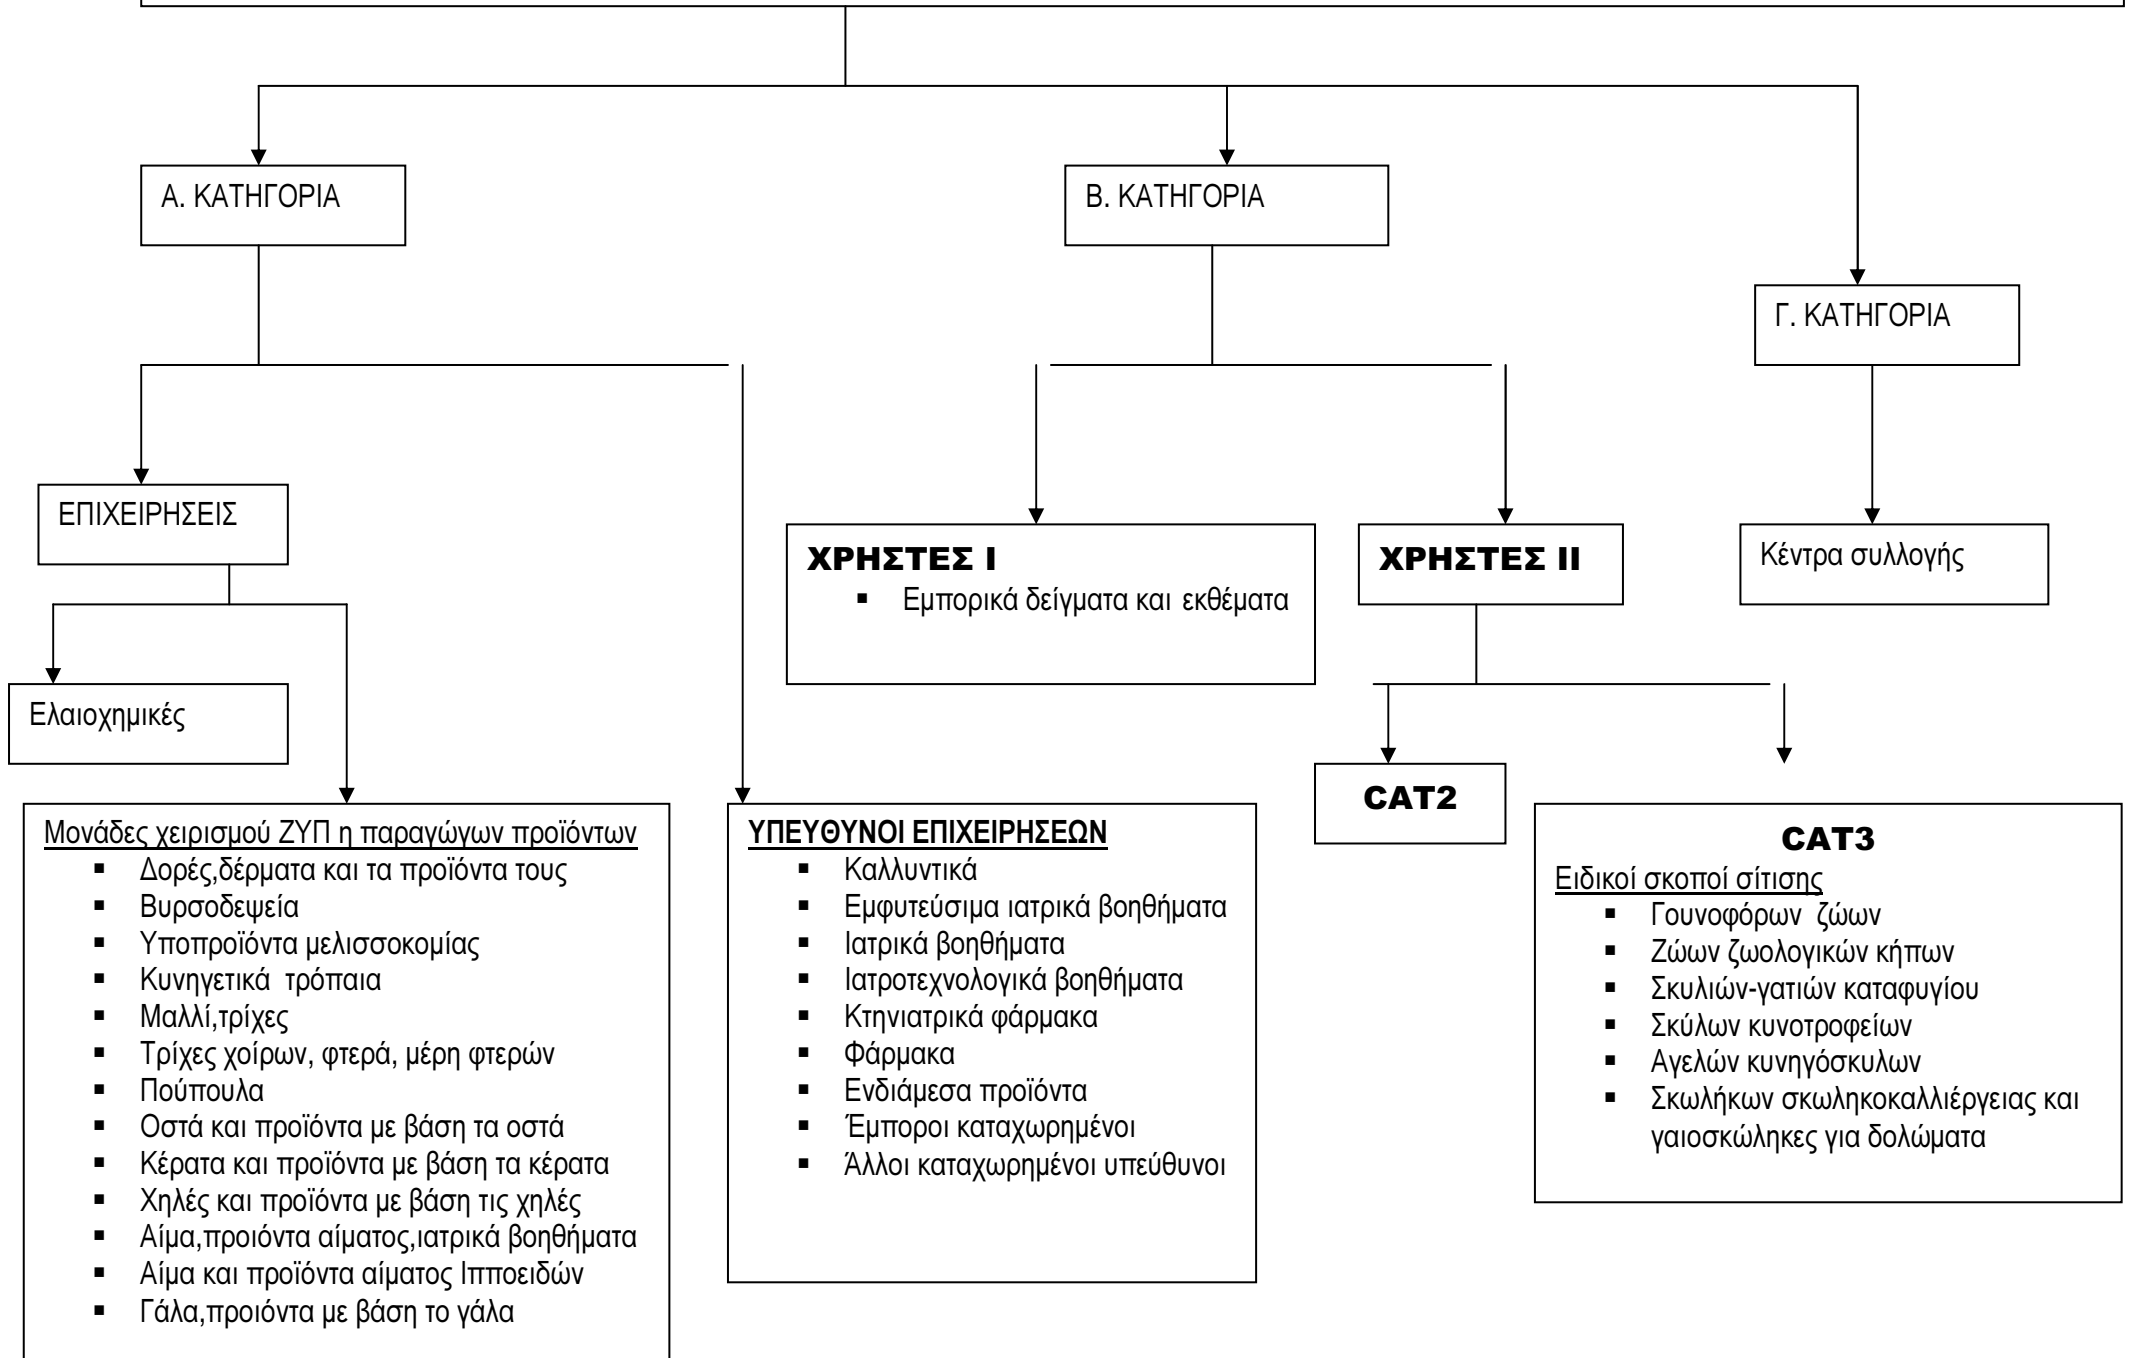 Α. ΚΑΤΗΓΟΡΙΑ
Β. ΚΑΤΗΓΟΡΙΑ
Γ. ΚΑΤΗΓΟΡΙΑ
ΕΠΙΧΕΙΡΗΣΕΙΣ
ΧΡΗΣΤΕΣ Ι
▪ Εμπορικά δείγματα και εκθέματα
ΧΡΗΣΤΕΣ ΙΙ
Κέντρα συλλογής
Ελαιοχημικές
Μονάδες χειρισμού ΖΥΠ η παραγώγων προϊόντων
▪ Δορές,δέρματα και τα προϊόντα τους
▪ Βυρσοδεψεία
▪ Υποπροϊόντα μελισσοκομίας
▪ Κυνηγετικά τρόπαια
▪ Μαλλί,τρίχες
▪ Τρίχες χοίρων, φτερά, μέρη φτερών
▪ Πούπουλα
▪ Οστά και προϊόντα με βάση τα οστά
▪ Κέρατα και προϊόντα με βάση τα κέρατα
▪ Χηλές και προϊόντα με βάση τις χηλές
▪ Αίμα,προιόντα αίματος,ιατρικά βοηθήματα
▪ Αίμα και προϊόντα αίματος Ιπποειδών
▪ Γάλα,προιόντα με βάση το γάλα
ΥΠΕΥΘΥΝΟΙ ΕΠΙΧΕΙΡΗΣΕΩΝ
▪ Καλλυντικά
▪ Εμφυτεύσιμα ιατρικά βοηθήματα
▪ Ιατρικά βοηθήματα
▪ Ιατροτεχνολογικά βοηθήματα
▪ Κτηνιατρικά φάρμακα
▪ Φάρμακα
▪ Ενδιάμεσα προϊόντα
▪ Έμποροι καταχωρημένοι
▪ Άλλοι καταχωρημένοι υπεύθυνοι
CAT2
CAT3
Ειδικοί σκοποί σίτισης
▪ Γουνοφόρων ζώων
▪ Ζώων ζωολογικών κήπων
▪ Σκυλιών-γατιών καταφυγίου
▪ Σκύλων κυνοτροφείων
▪ Αγελών κυνηγόσκυλων
▪ Σκωλήκων σκωληκοκαλλιέργειας και
γαιοσκώληκες για δολώματα